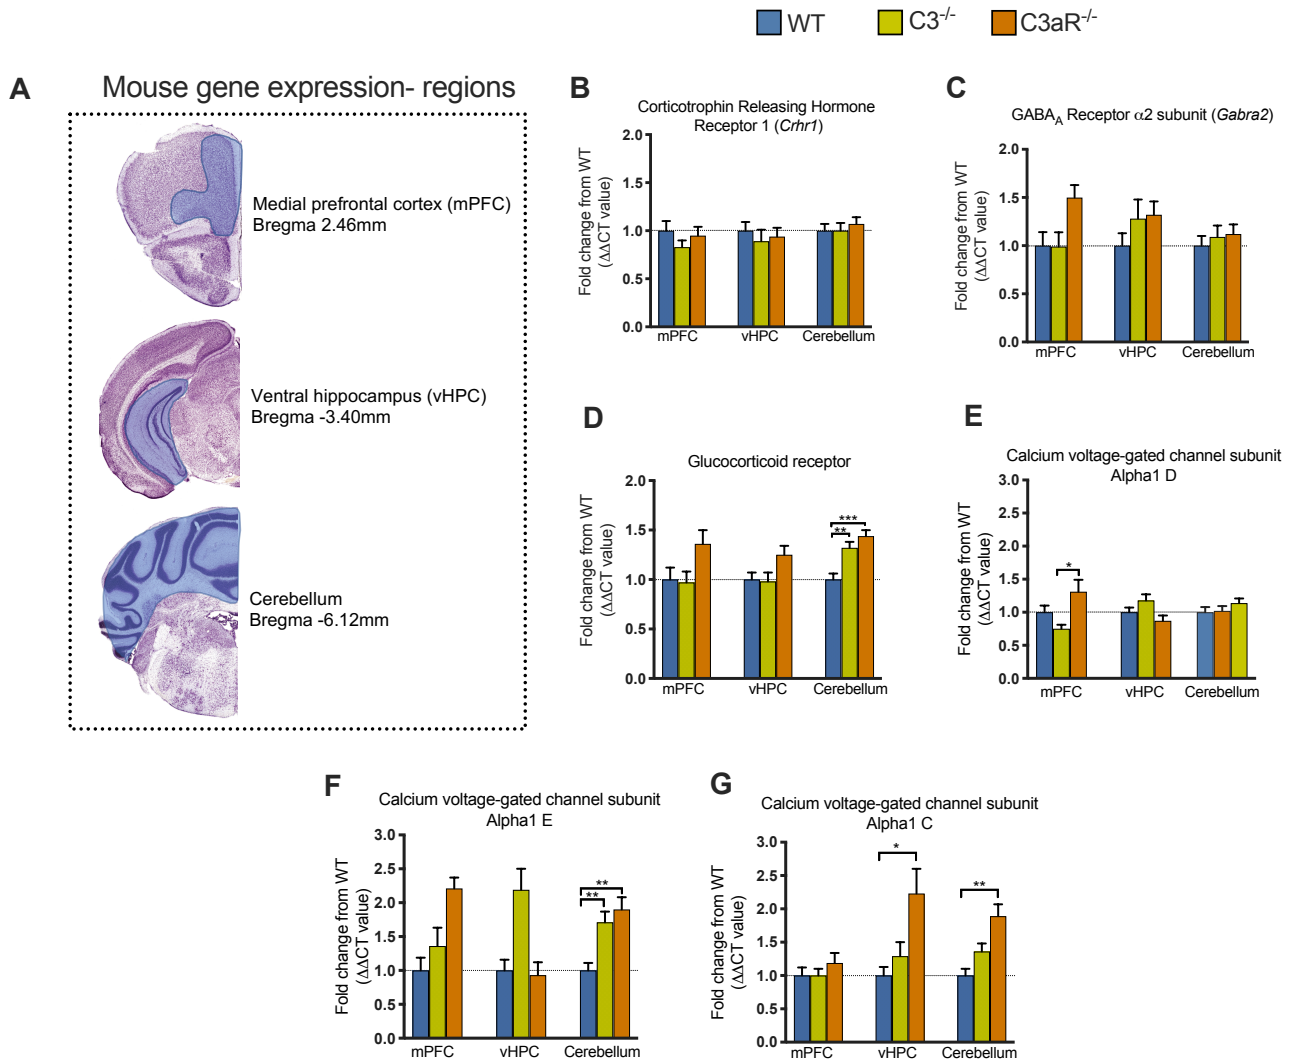 WT
C3-/-
C3aR-/-
A
Mouse gene expression- regions
Medial prefrontal cortex (mPFC)
Bregma 2.46mm
Ventral hippocampus (vHPC)
Bregma -3.40mm
Cerebellum
Bregma -6.12mm
B
Corticotrophin Releasing Hormone
Receptor 1 (Crhr1)
Fold change from WT
(ΔΔCT value)
2.0
1.5
1.0
0.5
0.0
mPFC
vHPC
Cerebellum
C
GABAA Receptor α2 subunit (Gabra2)
Fold change from WT
(ΔΔCT value)
2.0
1.5
1.0
0.5
0.0
mPFC
vHPC
Cerebellum
D
Glucocorticoid receptor
Fold change from WT
(ΔΔCT value)
2.0
1.5
1.0
0.5
0.0
***
**
mPFC
vHPC
Cerebellum
E
Calcium voltage-gated channel subunit
Alpha1 D
Fold change from WT
(ΔΔCT value)
3.0
2.5
2.0
1.5
1.0
0.5
0.0
*
mPFC
vHPC
Cerebellum
F
Calcium voltage-gated channel subunit
Alpha1 E
Fold change from WT
(ΔΔCT value)
3.0
2.5
2.0
1.5
1.0
0.5
0.0
**
**
mPFC
vHPC
Cerebellum
G
Calcium voltage-gated channel subunit
Alpha1 C
Fold change from WT
(ΔΔCT value)
3.0
2.5
2.0
1.5
1.0
0.5
0.0
*
**
mPFC
vHPC
Cerebellum